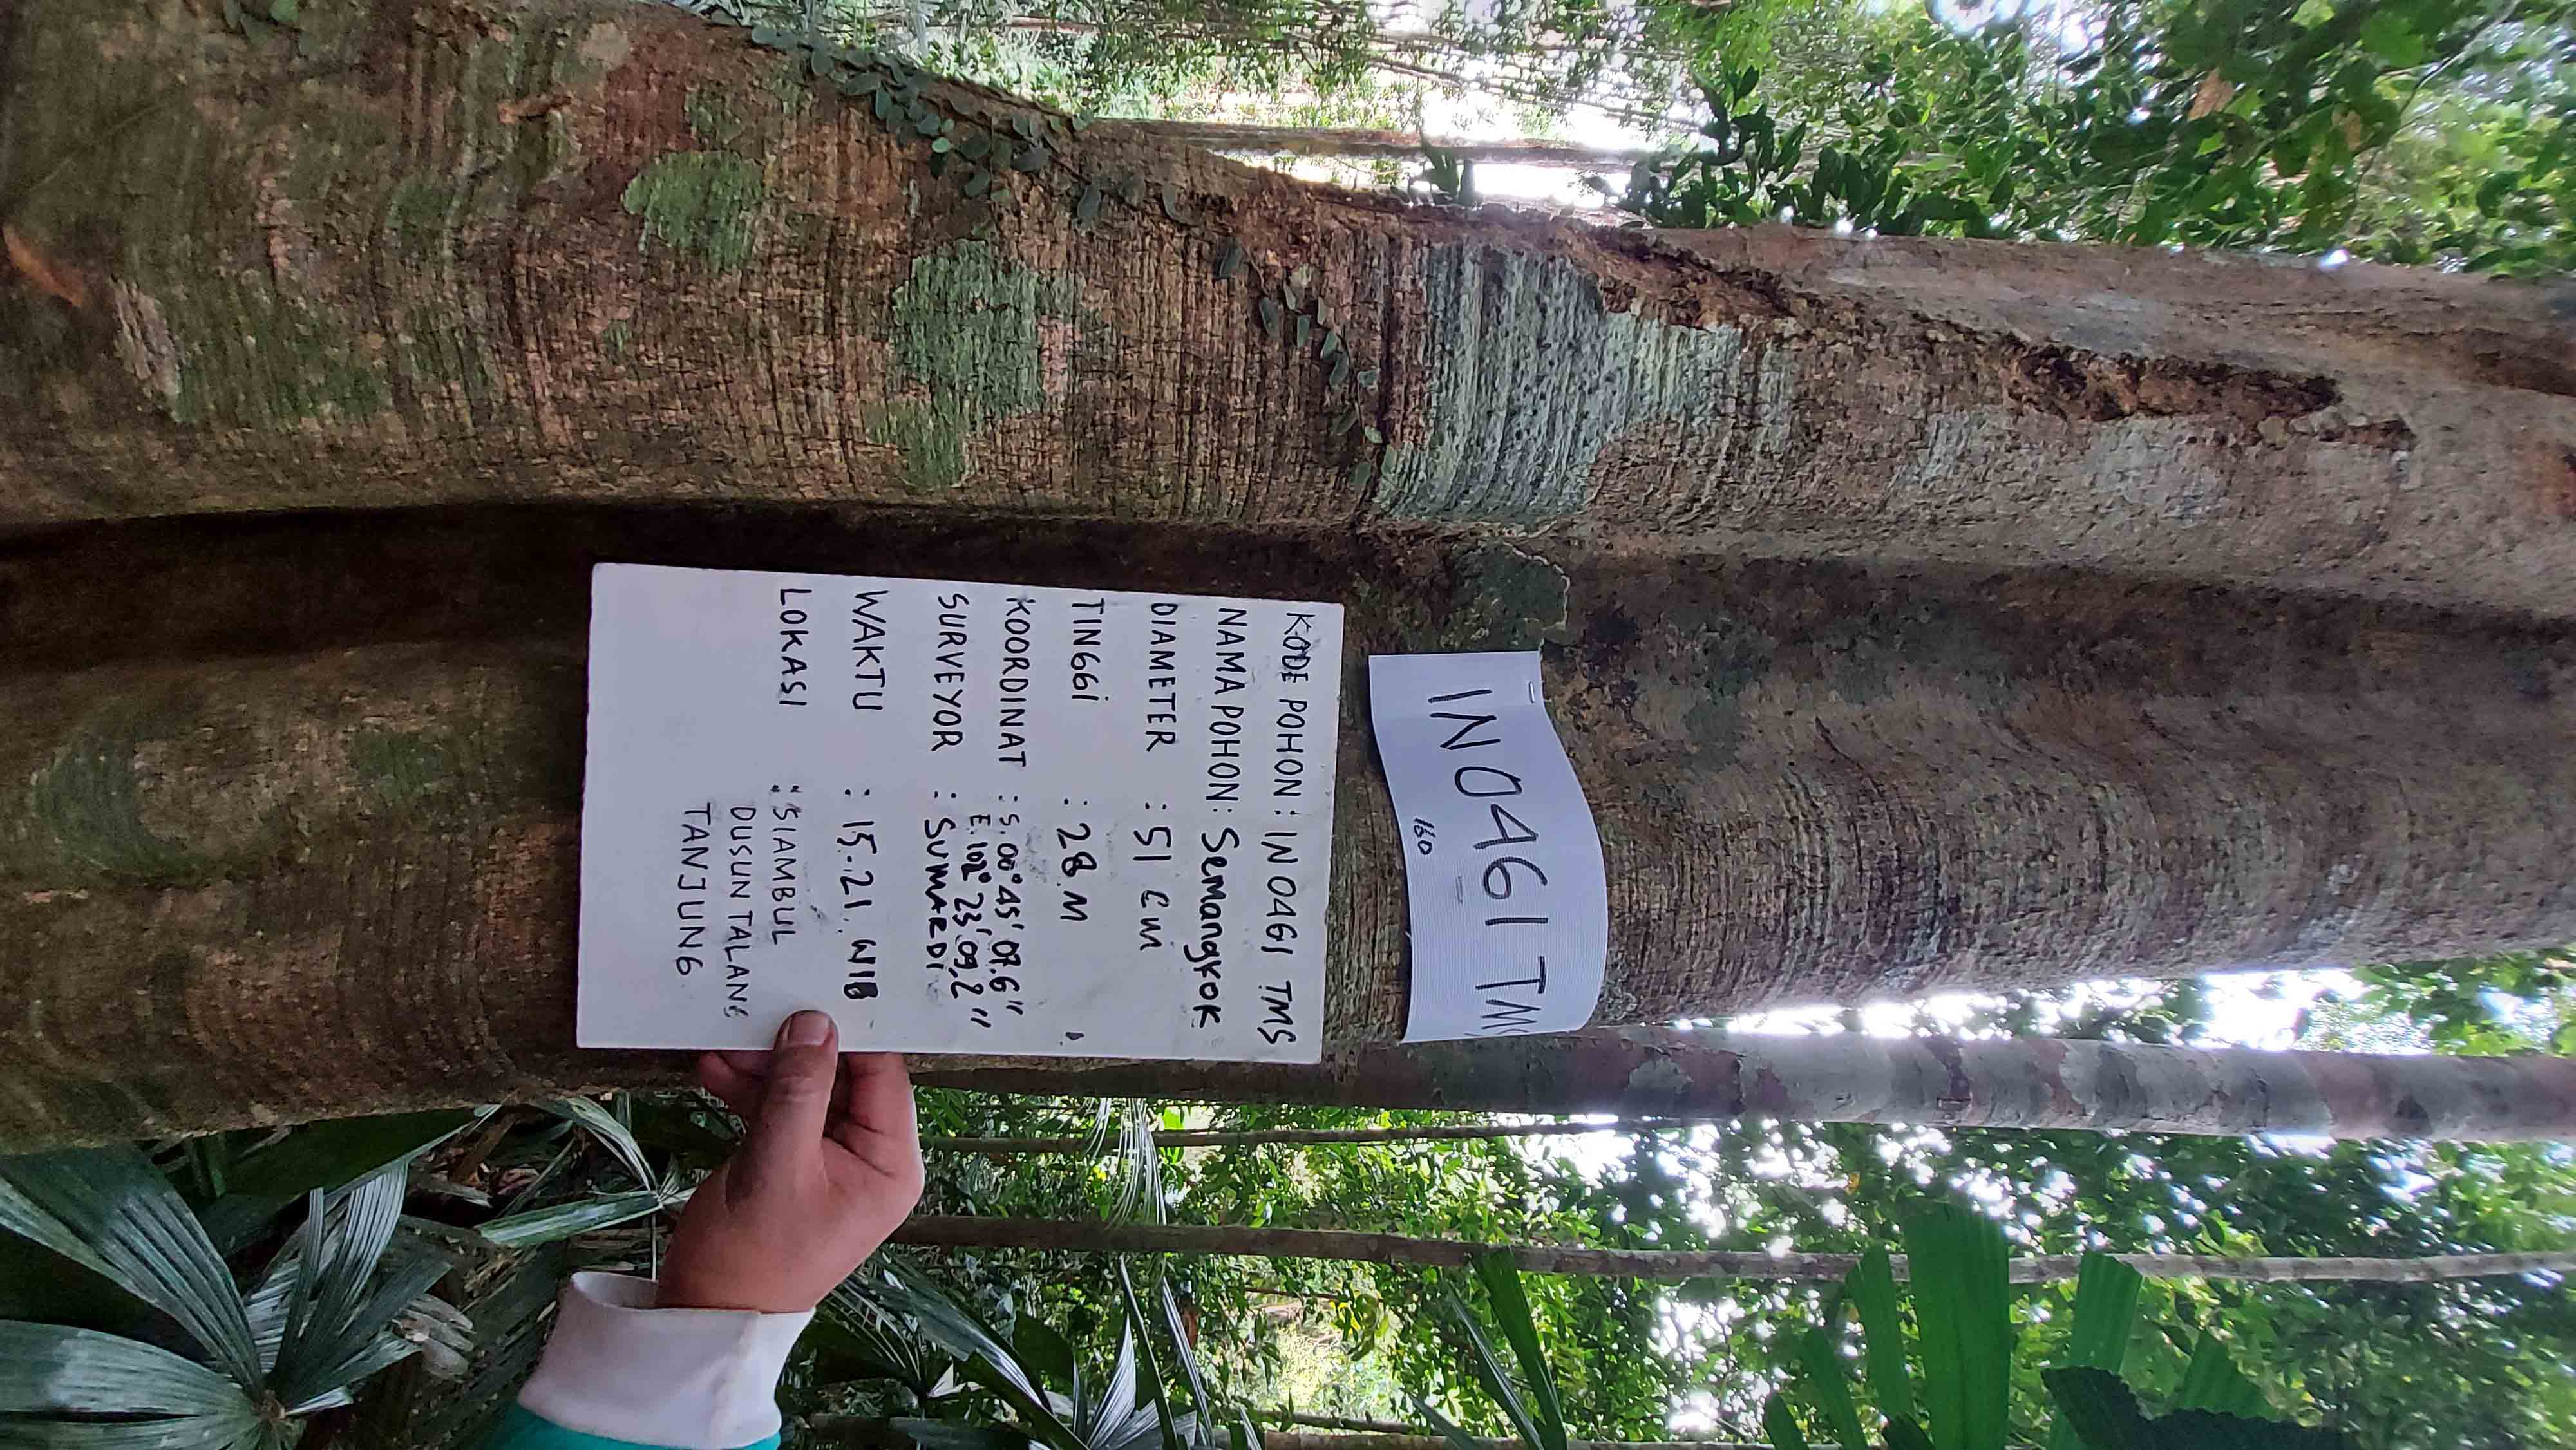 IN 0461 TMS
160
KODE POHON : IN 0461 TMS
NAMA POHON : Semangkok
DIAMETER : 51 cm
TINGGi : 28 M
KOORDINAT : S. 00° 45' 07.6"
E. 102° 23' 09,2"
SURVEYOR : SUMARDI
WAKTU : 15.21. WIB
LOKASI : SIAMBUL
DUSUN TALANG
TANJUNG